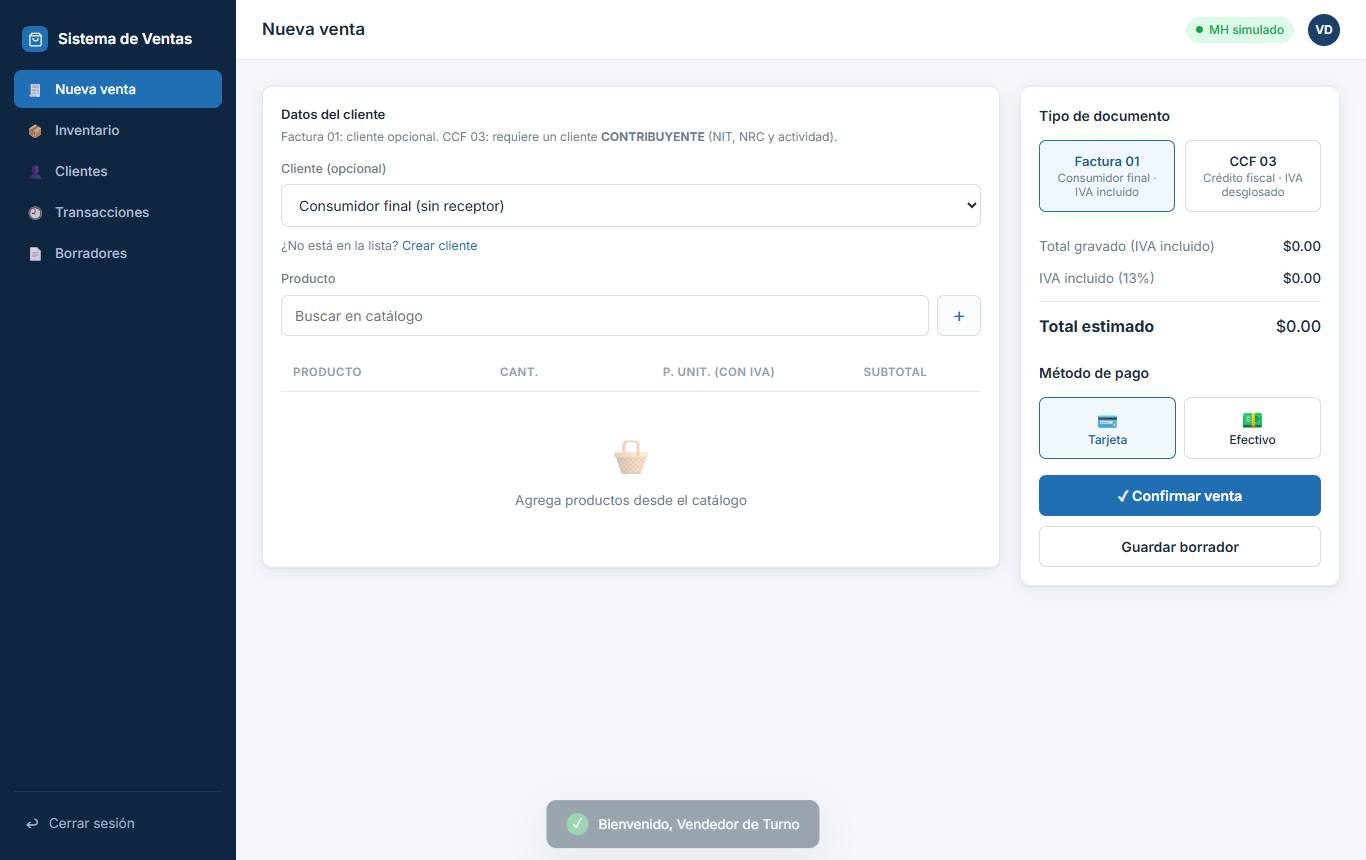 Sistema de Ventas
Nueva venta
Inventario
Clientes
Transacciones
Borradores
Cerrar sesión
Nueva venta
MH simulado
VD
Datos del cliente
Factura 01: cliente opcional. CCF 03: requiere un cliente CONTRIBUYENTE (NIT, NRC y actividad).
Cliente (opcional)
Consumidor final (sin receptor)
¿No está en la lista? Crear cliente
Producto
Buscar en catálogo
+
PRODUCTO CANT. P. UNIT. (CON IVA) SUBTOTAL
Agrega productos desde el catálogo
Tipo de documento
Factura 01
Consumidor final ·
IVA incluido
CCF 03
Crédito fiscal · IVA
desglosado
Total gravado (IVA incluido) $0.00
IVA incluido (13%) $0.00
Total estimado $0.00
Método de pago
Tarjeta
Efectivo
✓ Confirmar venta
Guardar borrador
Bienvenido, Vendedor de Turno